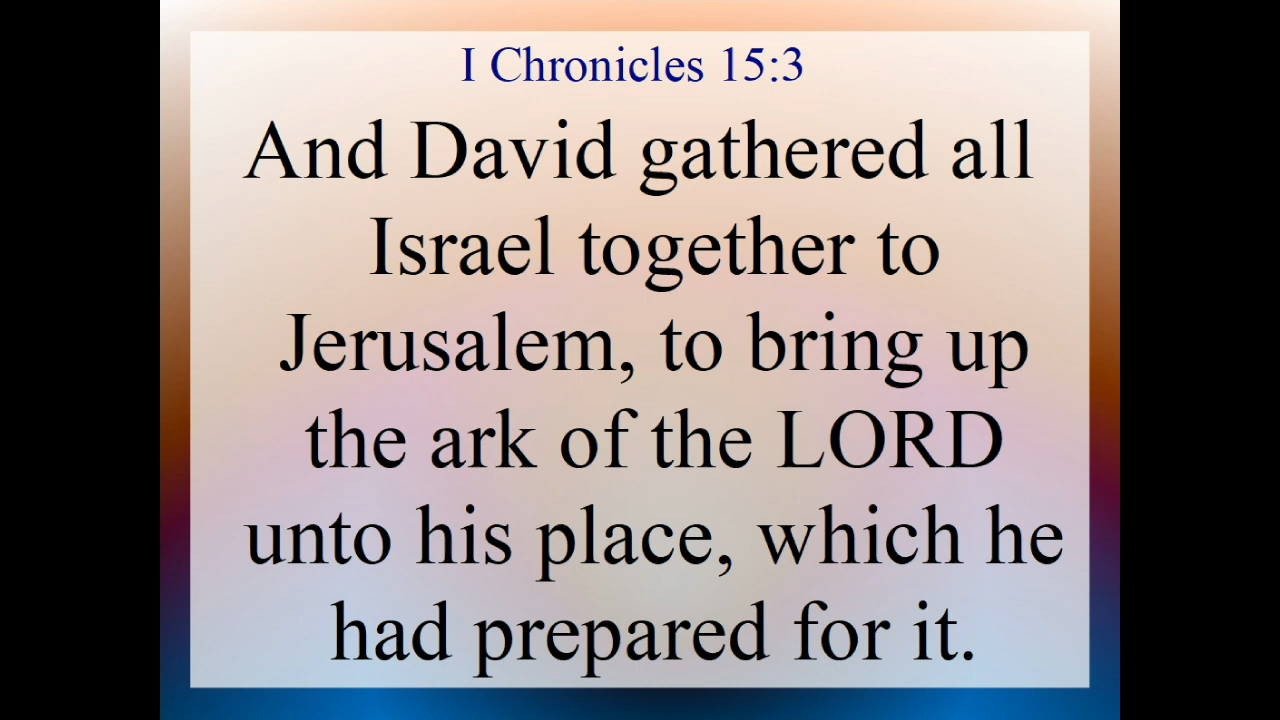 I Chronicles 15:3
And David gathered all
Israel together to
Jerusalem, to bring up
the ark of the LORD
unto his place, which he
had prepared for it.